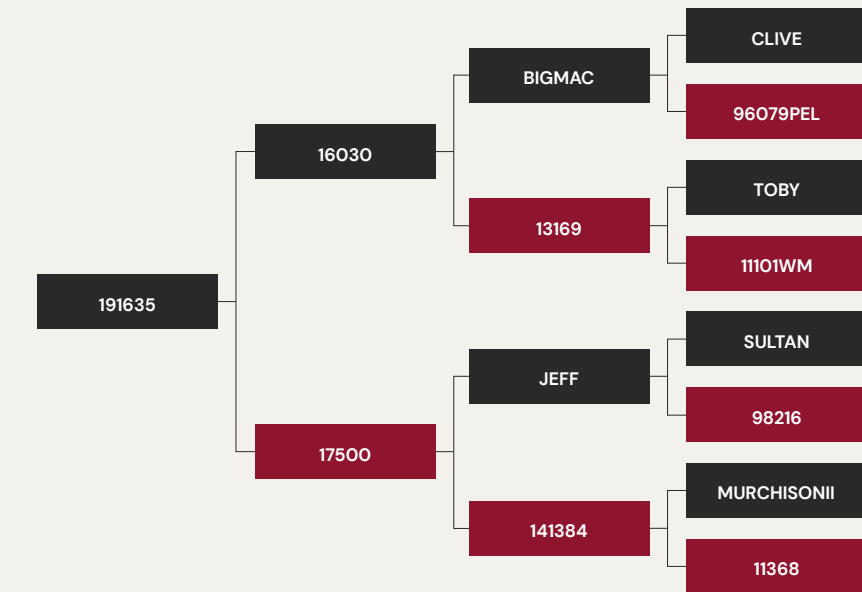 CLIVE
BIGMAC
96079PEL
16030
TOBY
13169
11101WM
191635
SULTAN
JEFF
98216
17500
MURCHISONII
141384
11368